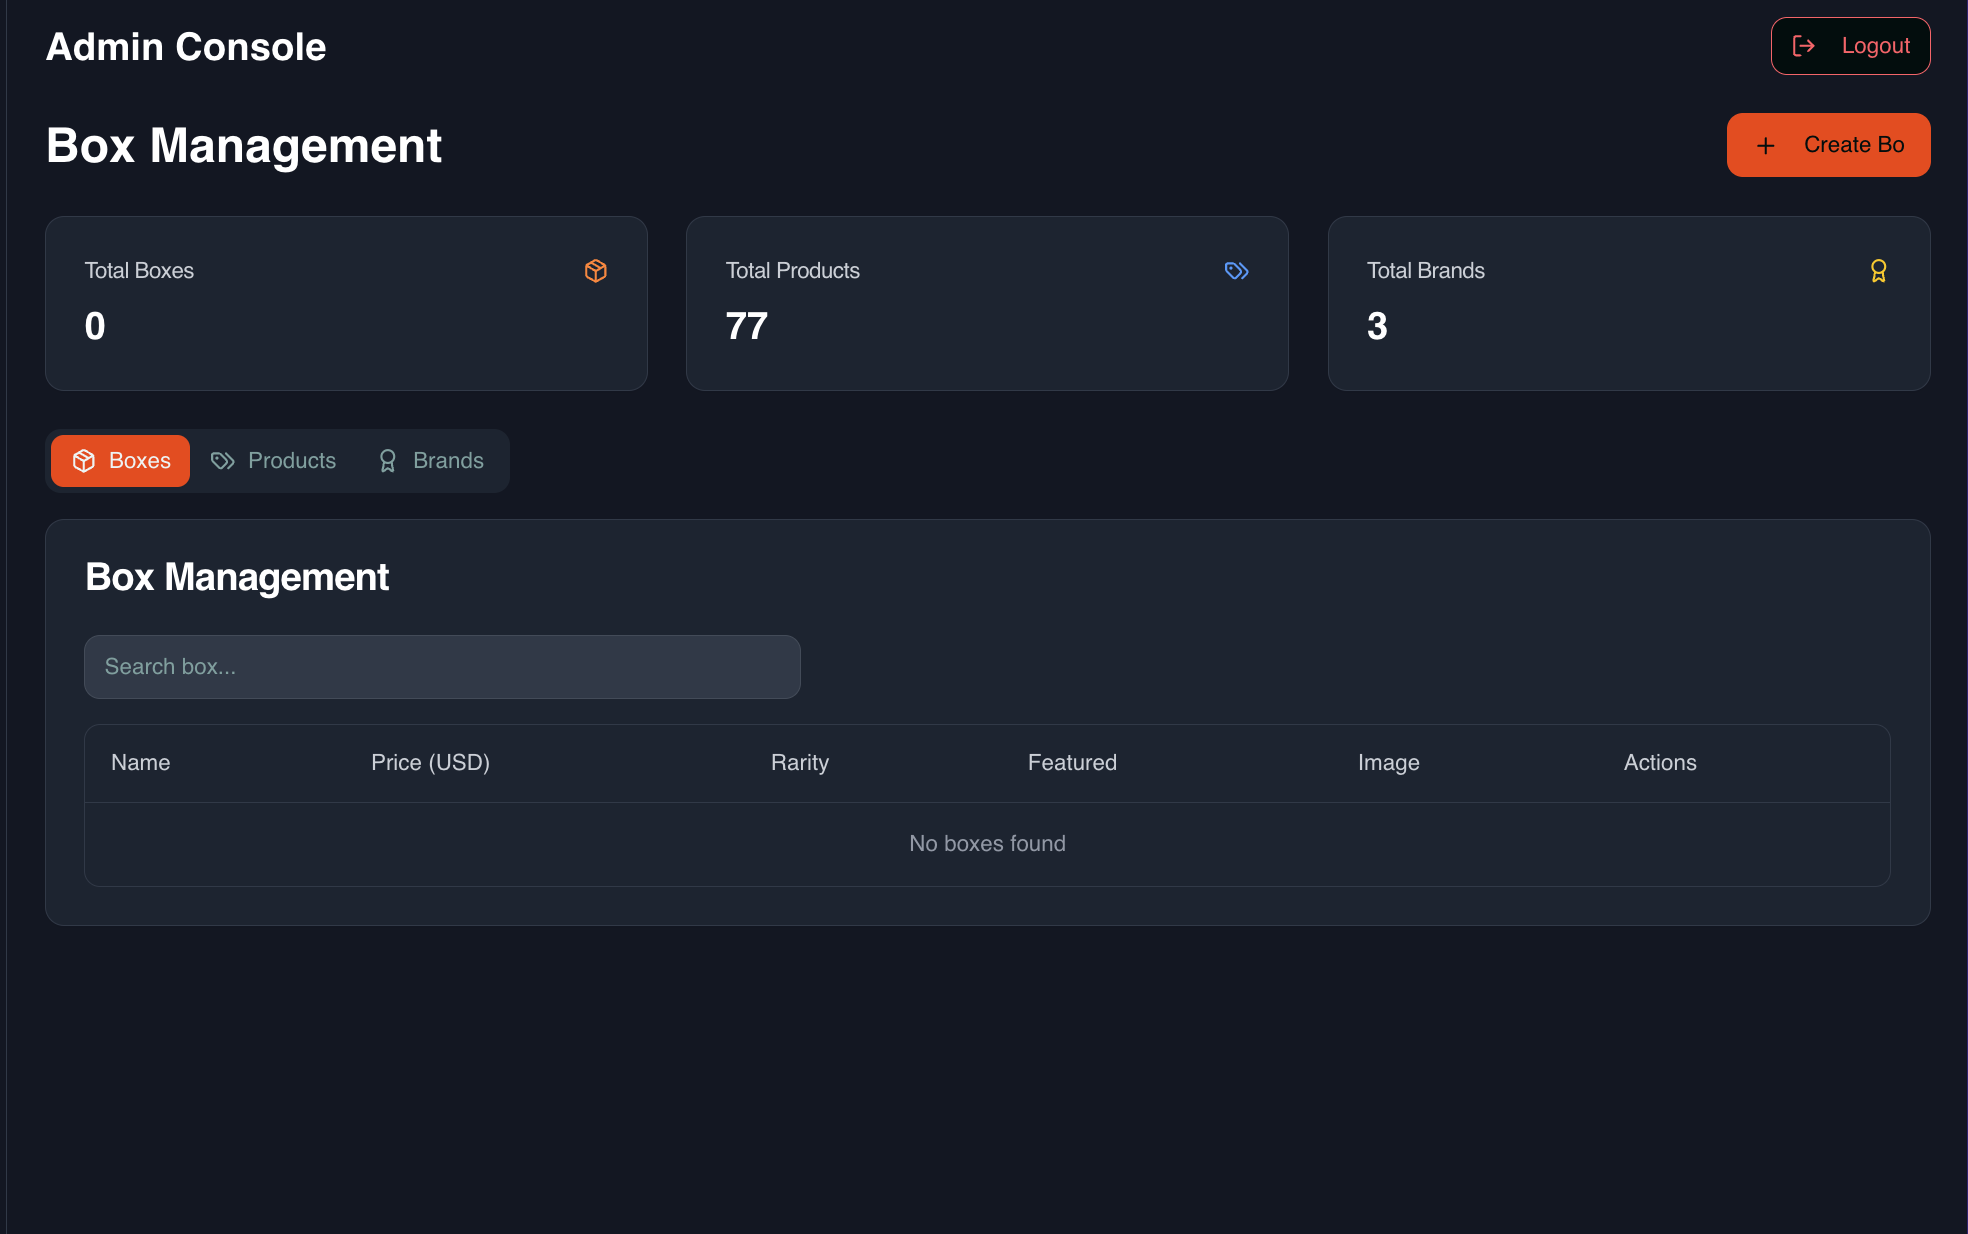 Admin Console
Logout
Box Management
Create Bo
Total Boxes
0
Total Products
77
Total Brands
3
Boxes Products Brands
Box Management
Search box...
Name Price (USD) Rarity Featured Image Actions
No boxes found